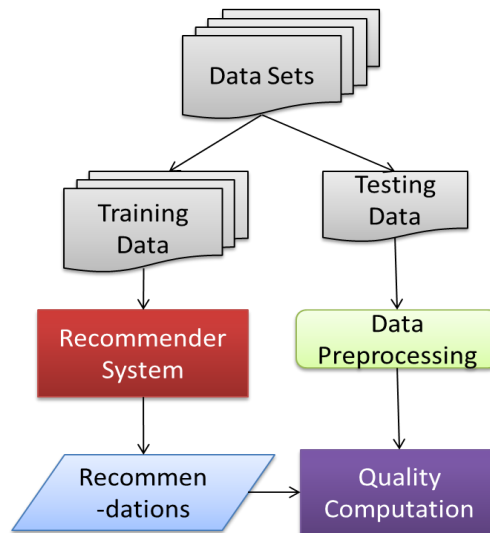 Data Sets
Training
Data
Testing
Data
Recommender
System
Data
Preprocessing
Recommen
-dations
Quality
Computation